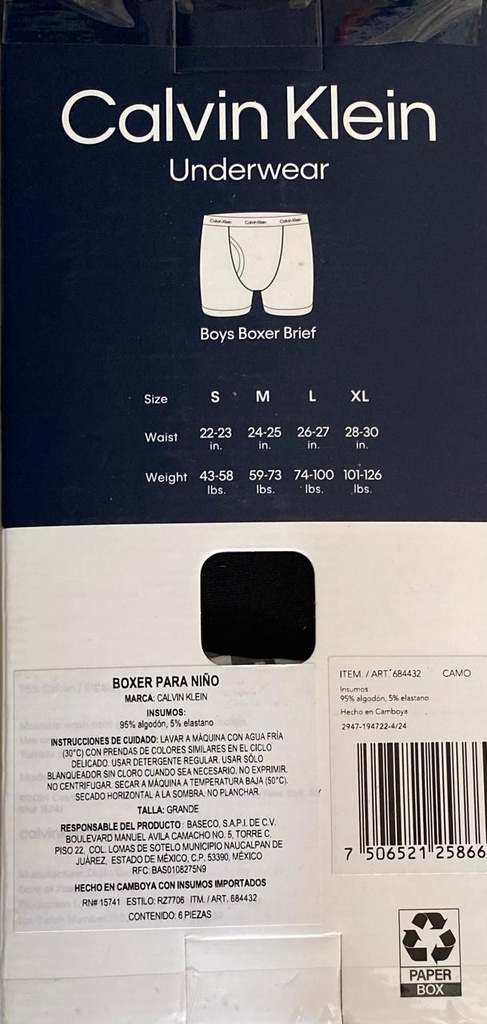 Calvin Klein
Underwear
Calvin Klein Calvin Klein Calvin Klein
Boys Boxer Brief
Size S M L XL
Waist 22-23 in. 24-25 in. 26-27 in. 28-30 in.
Weight 43-58 lbs. 59-73 lbs. 74-100 lbs. 101-126 lbs.
BOXER PARA NIÑO
MARCA: CALVIN KLEIN
INSUMOS:
95% algodón, 5% elastano
INSTRUCCIONES DE CUIDADO: LAVAR A MÁQUINA CON AGUA FRÍA
(30°C) CON PRENDAS DE COLORES SIMILARES EN EL CICLO
DELICADO. USAR DETERGENTE REGULAR. USAR SÓLO
BLANQUEADOR SIN CLORO CUANDO SEA NECESARIO. NO EXPRIMIR.
NO CENTRIFUGAR. SECAR A MÁQUINA A TEMPERATURA BAJA (50°C).
SECADO HORIZONTAL A LA SOMBRA, NO PLANCHAR.
TALLA: GRANDE
RESPONSABLE DEL PRODUCTO: BASECO, S.A.P.I. DE C.V.
BOULEVARD MANUEL AVILA CAMACHO NO. 5, TORRE C.
PISO 22, COL. LOMAS DE SOTELO MUNICIPIO NAUCALPAN DE
JUÁREZ, ESTADO DE MÉXICO, C.P. 53390, MÉXICO
RFC: BAS0108275N9
HECHO EN CAMBOYA CON INSUMOS IMPORTADOS
RN# 15741 ESTILO: RZ7706 ITM. / ART. 684432
CONTENIDO: 6 PIEZAS
ITEM. / ART. 684432 CAMO
Insumos
95% algodón, 5% elastano
Hecho en Camboya
2947-194722-4/24
7 506521 25866
PAPER
BOX